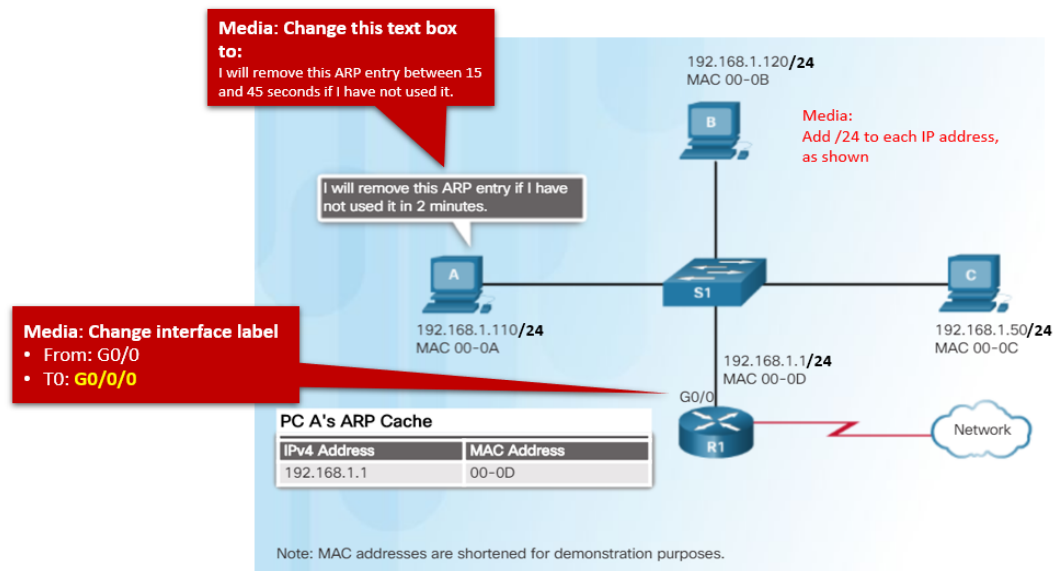 Media: Change this text box
to:
I will remove this ARP entry between 15
and 45 seconds if I have not used it.
192.168.1.120/24
MAC 00-0B
B
Media:
Add /24 to each IP address,
as shown
I will remove this ARP entry if I have
not used it in 2 minutes.
A
S1
C
192.168.1.110/24
MAC 00-0A
192.168.1.50/24
MAC 00-0C
Media: Change interface label
• From: G0/0
• T0: G0/0/0
192.168.1.1/24
MAC 00-0D
G0/0
R1
Network
PC A's ARP Cache
IPv4 Address MAC Address
192.168.1.1 00-0D
Note: MAC addresses are shortened for demonstration purposes.